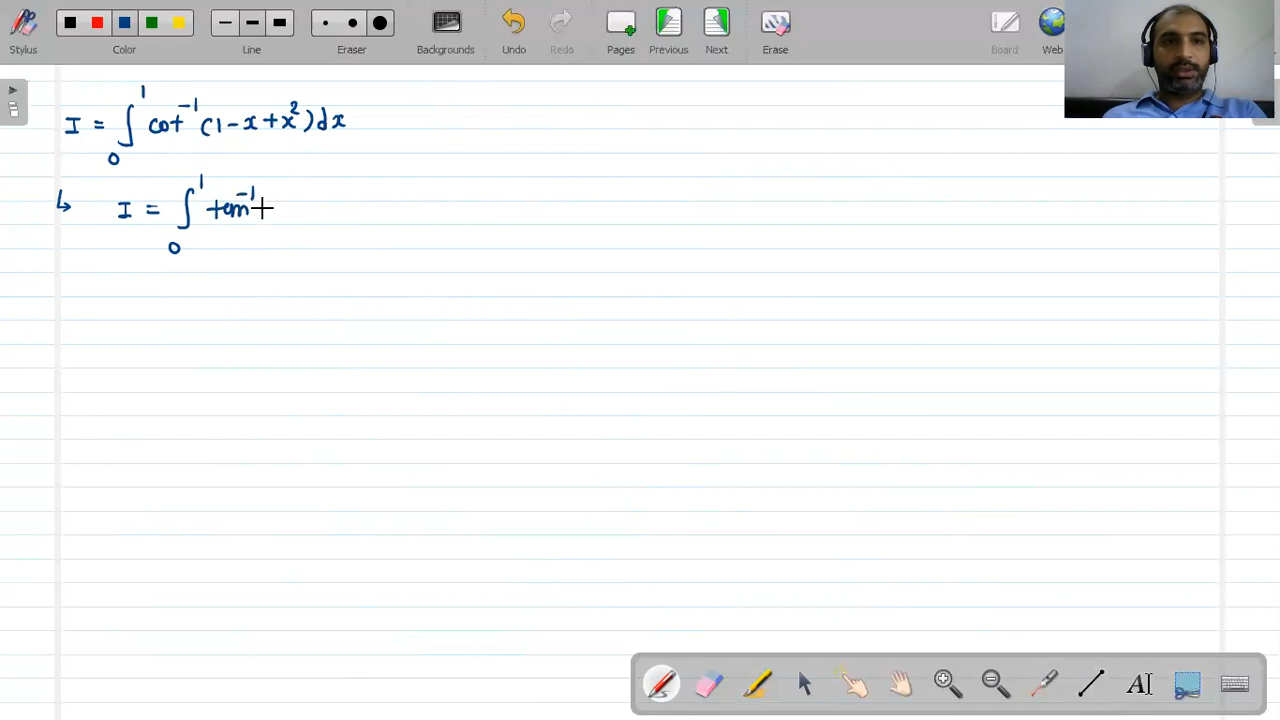 Stylus Color Line Eraser Backgrounds Undo Redo Pages Previous Next Erase Board Web
I = ∫₀¹ cot⁻¹ (1 - x + x²) dx
↳ I = ∫₀¹ tan⁻¹